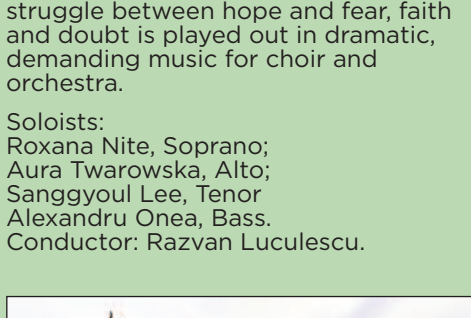 struggle between hope and fear, faith
and doubt is played out in dramatic,
demanding music for choir and
orchestra.
Soloists:
Roxana Nite, Soprano;
Aura Twarowska, Alto;
Sanggyoul Lee, Tenor
Alexandru Onea, Bass.
Conductor: Razvan Luculescu.